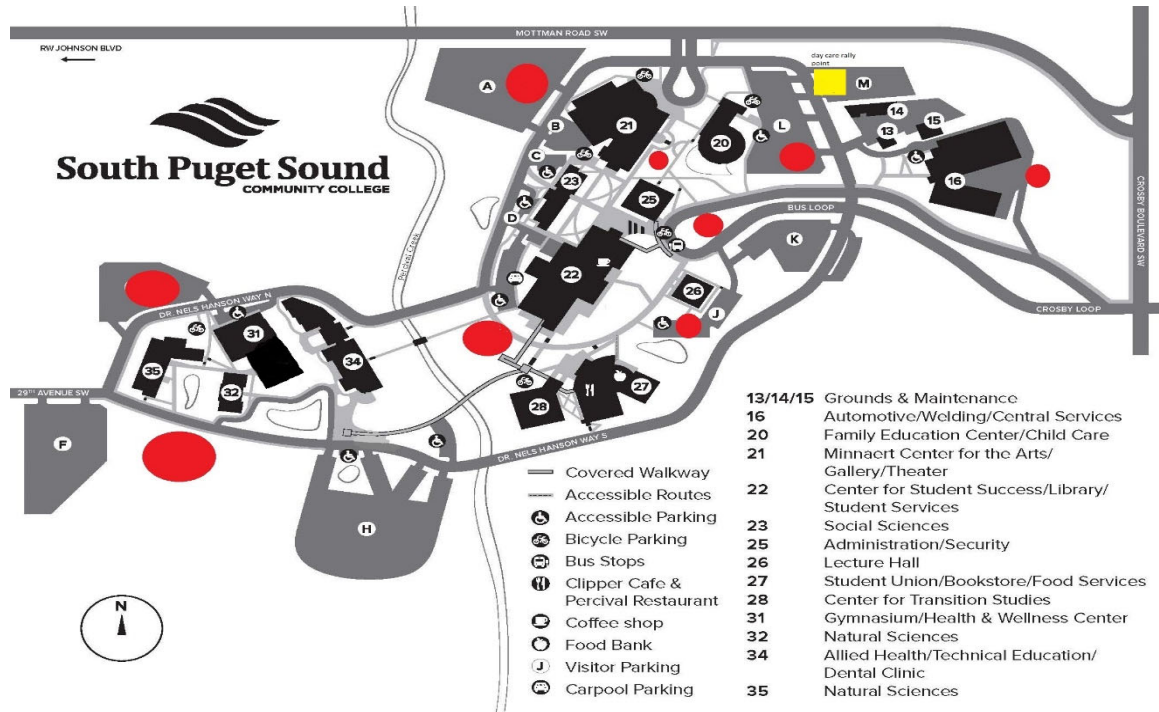 MOTTMAN ROAD SW
RW JOHNSON BLVD
day care rally
point
A
M
B
21
L
14
15
13
20
C
South Puget Sound
COMMUNITY COLLEGE
23
16
25
D
BUS LOOP
CROSBY BOULEVARD SW
Percival Creek
K
22
26
J
CROSBY LOOP
DR. NELS HANSON WAY N
31
34
35
32
27
28
29TH AVENUE SW
DR. NELS HANSON WAY S
F
H
N
Covered Walkway
Accessible Routes
Accessible Parking
Bicycle Parking
Bus Stops
Clipper Cafe &
Percival Restaurant
Coffee shop
Food Bank
J Visitor Parking
Carpool Parking
13/14/15 Grounds & Maintenance
16 Automotive/Welding/Central Services
20 Family Education Center/Child Care
21 Minnaert Center for the Arts/
Gallery/Theater
22 Center for Student Success/Library/
Student Services
23 Social Sciences
25 Administration/Security
26 Lecture Hall
27 Student Union/Bookstore/Food Services
28 Center for Transition Studies
31 Gymnasium/Health & Wellness Center
32 Natural Sciences
34 Allied Health/Technical Education/
Dental Clinic
35 Natural Sciences